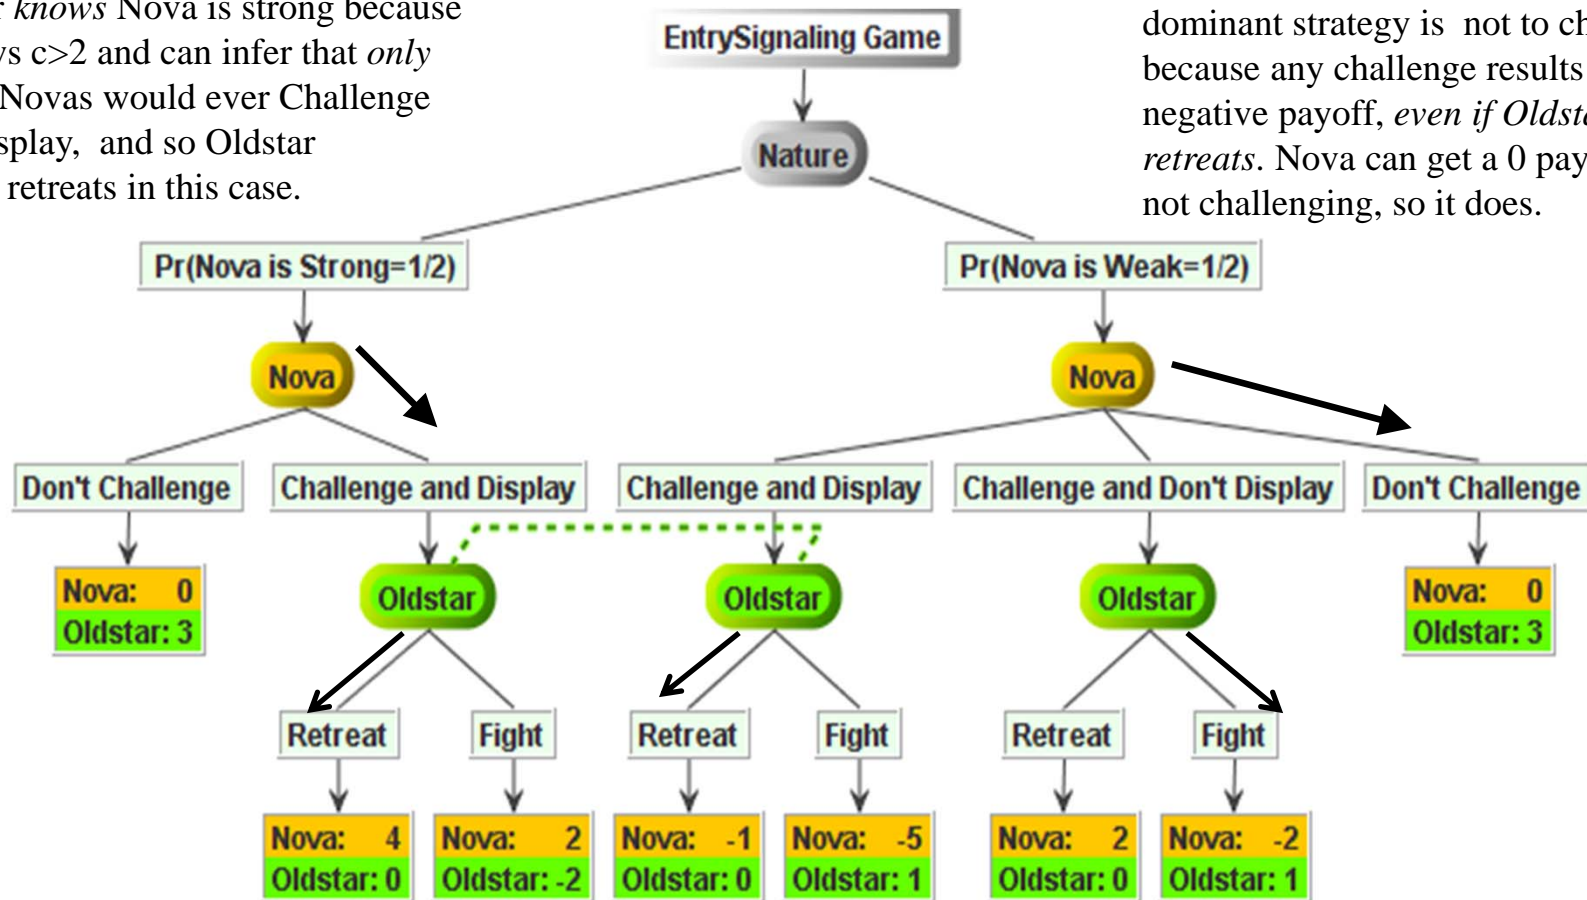 r knows Nova is strong because
vs c>2 and can infer that only
Novas would ever Challenge
splay, and so Oldstar
retreats in this case.
dominant strategy is not to ch
because any challenge results
negative payoff, even if Oldsta
retreats. Nova can get a 0 pay
not challenging, so it does.
EntrySignaling Game
Nature
Pr(Nova is Strong=1/2)
Pr(Nova is Weak=1/2)
Nova
Nova
Don't Challenge
Challenge and Display
Challenge and Display
Challenge and Don't Display
Don't Challenge
Nova: 0
Oldstar: 3
Oldstar
Oldstar
Oldstar
Nova: 0
Oldstar: 3
Retreat
Fight
Retreat
Fight
Retreat
Fight
Nova: 4
Oldstar: 0
Nova: 2
Oldstar: -2
Nova: -1
Oldstar: 0
Nova: -5
Oldstar: 1
Nova: 2
Oldstar: 0
Nova: -2
Oldstar: 1